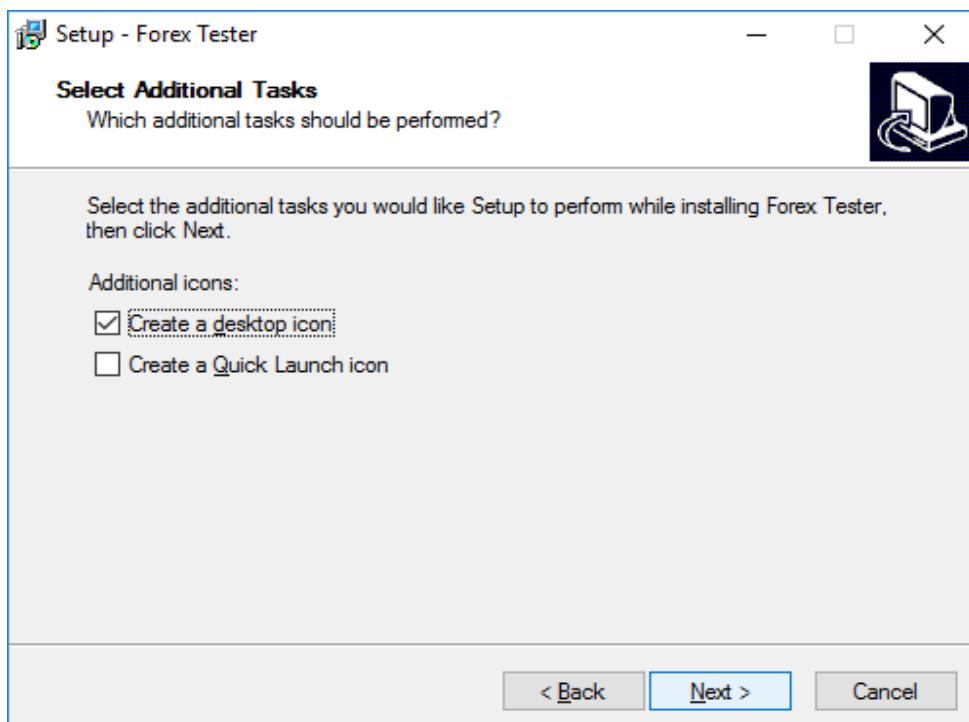 Setup - Forex Tester
Select Additional Tasks
Which additional tasks should be performed?
Select the additional tasks you would like Setup to perform while installing Forex Tester,
then click Next.
Additional icons:
Create a desktop icon
Create a Quick Launch icon
< Back Next > Cancel